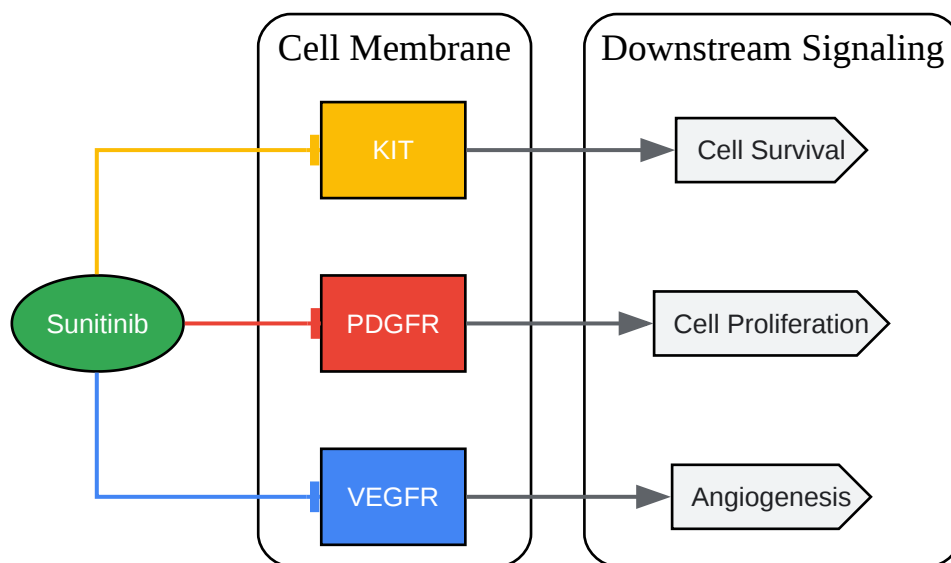 Cell Membrane
Downstream Signaling
KIT
Cell Survival
Sunitinib
PDGFR
Cell Proliferation
VEGFR
Angiogenesis